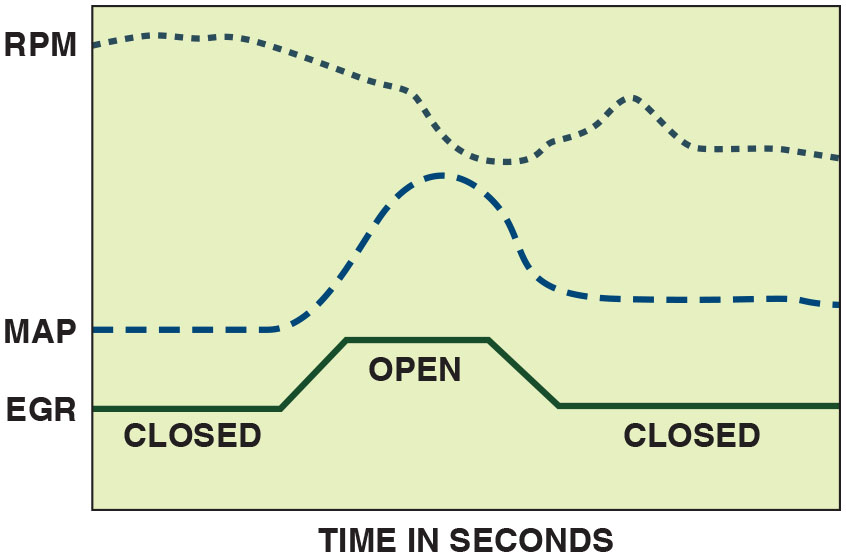 RPM
MAP
OPEN
EGR
CLOSED
CLOSED
TIME IN SECONDS